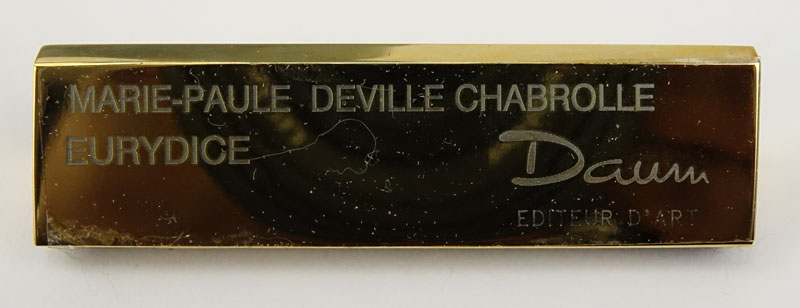 MARIE-PAULE DEVILLE CHABROLLE
EURYDICE
Daum
EDITEUR D'ART